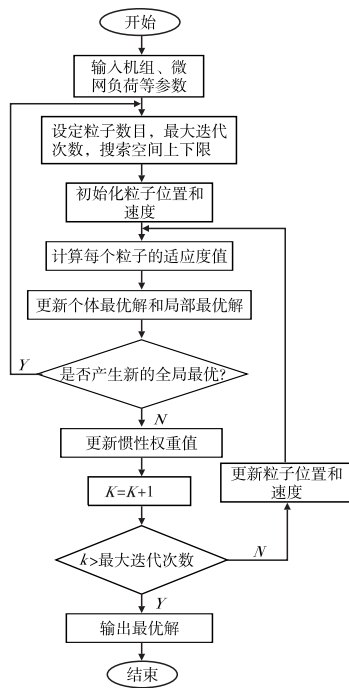 开始
输入机组、微
网负荷等参数
设定粒子数目，最大迭代
次数，搜索空间上下限
初始化粒子位置和
速度
计算每个粒子的适应度值
更新个体最优解和局部最优解
Y
是否产生新的全局最优?
N
更新惯性权重值
更新粒子位置和
速度
K=K+1
k>最大迭代次数
N
Y
输出最优解
结束